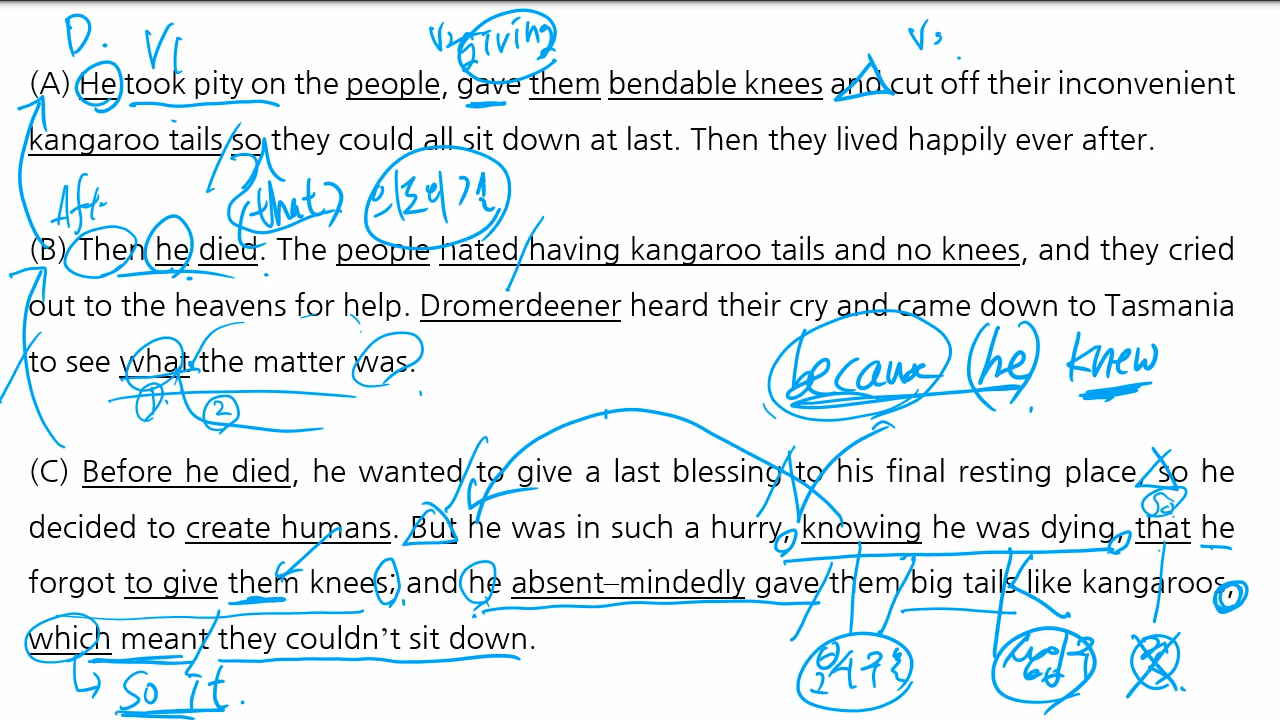 D. V1 V2 giving V3
(A) He took pity on the people, gave them bendable knees and cut off their inconvenient
kangaroo tails so they could all sit down at last. Then they lived happily ever after.
(that)
(B) Then he died. The people hated having kangaroo tails and no knees, and they cried
out to the heavens for help. Dromerdeener heard their cry and came down to Tasmania
to see what the matter was.
because (he) knew
① ②
(C) Before he died, he wanted to give a last blessing to his final resting place, so he
decided to create humans. But he was in such a hurry, knowing he was dying, that he
forgot to give them knees; and he absent–mindedly gave them big tails like kangaroos,
which meant they couldn't sit down.
So it.